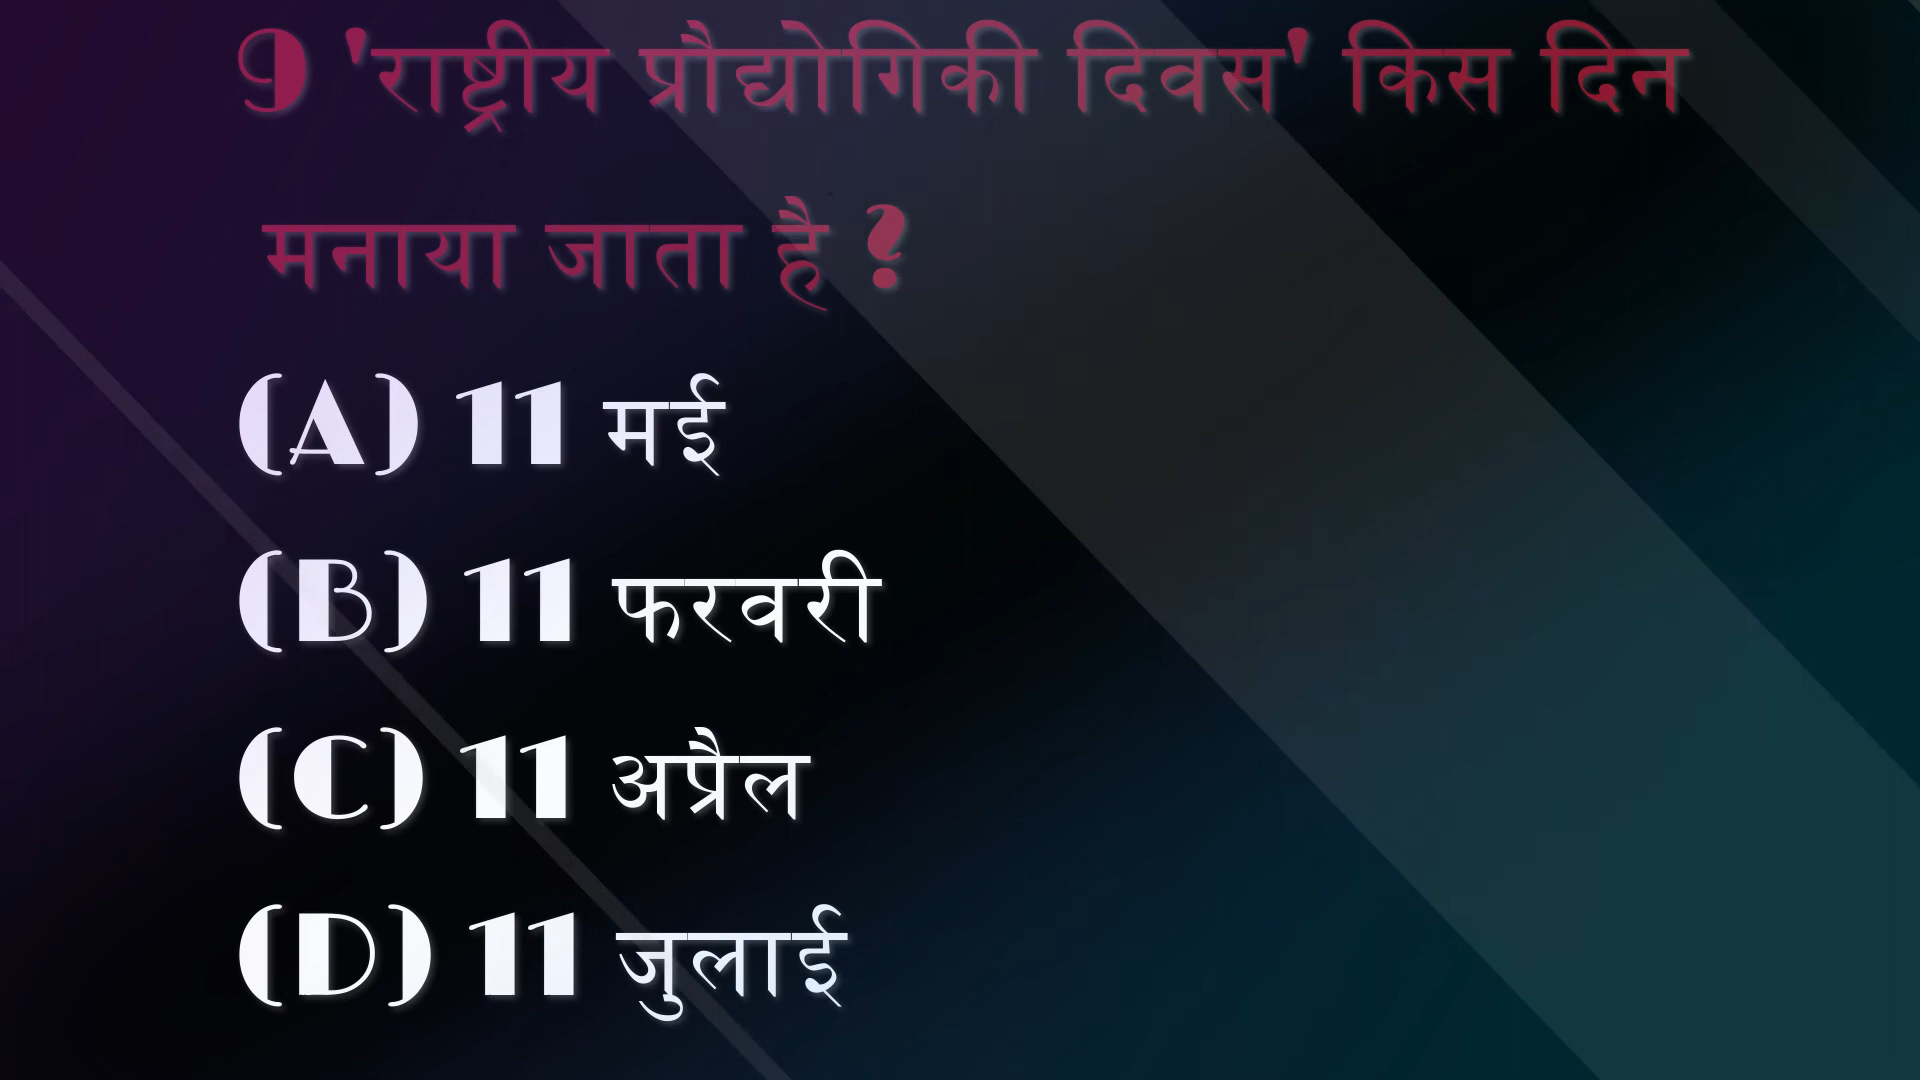 9 'राष्ट्रीय प्रौद्योगिकी दिवस' किस दिन
मनाया जाता है ?
(A) 11 मई
(B) 11 फरवरी
(C) 11 अप्रैल
(D) 11 जुलाई